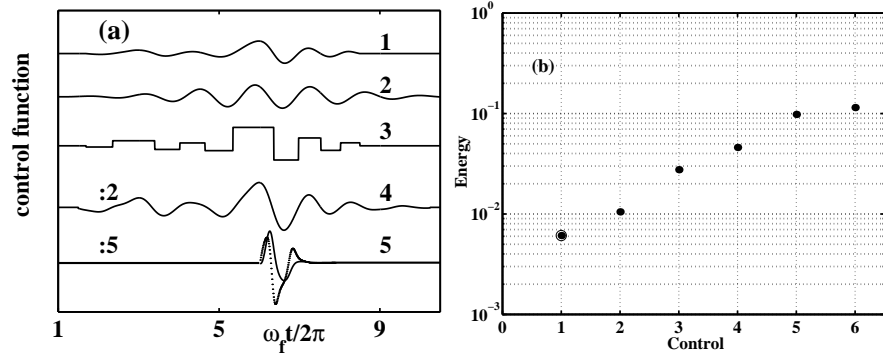 (a)
control function
1
2
3
:2 4
:5 5
1 5 9
ω_f t/2π
(b)
Energy
10^0
10^-1
10^-2
10^-3
0 1 2 3 4 5 6
Control